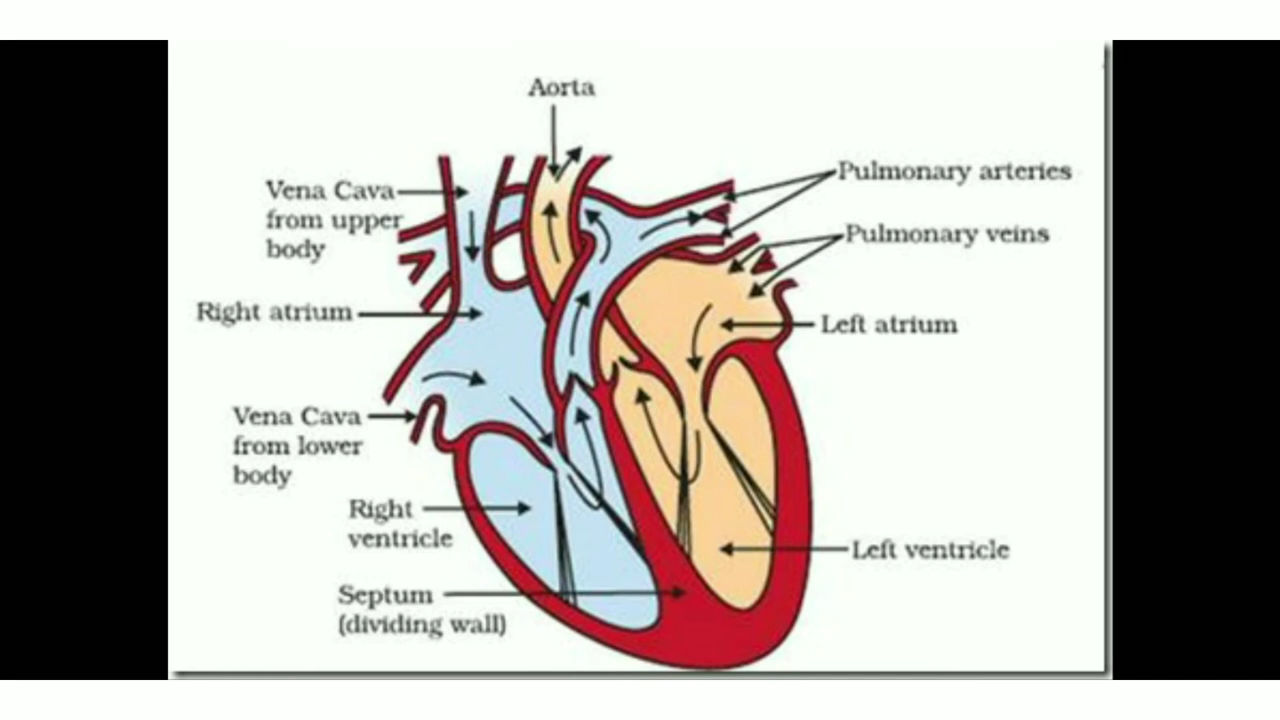 Aorta
Vena Cava
from upper
body
Pulmonary arteries
Pulmonary veins
Right atrium
Left atrium
Vena Cava
from lower
body
Right
ventricle
Left ventricle
Septum
(dividing wall)